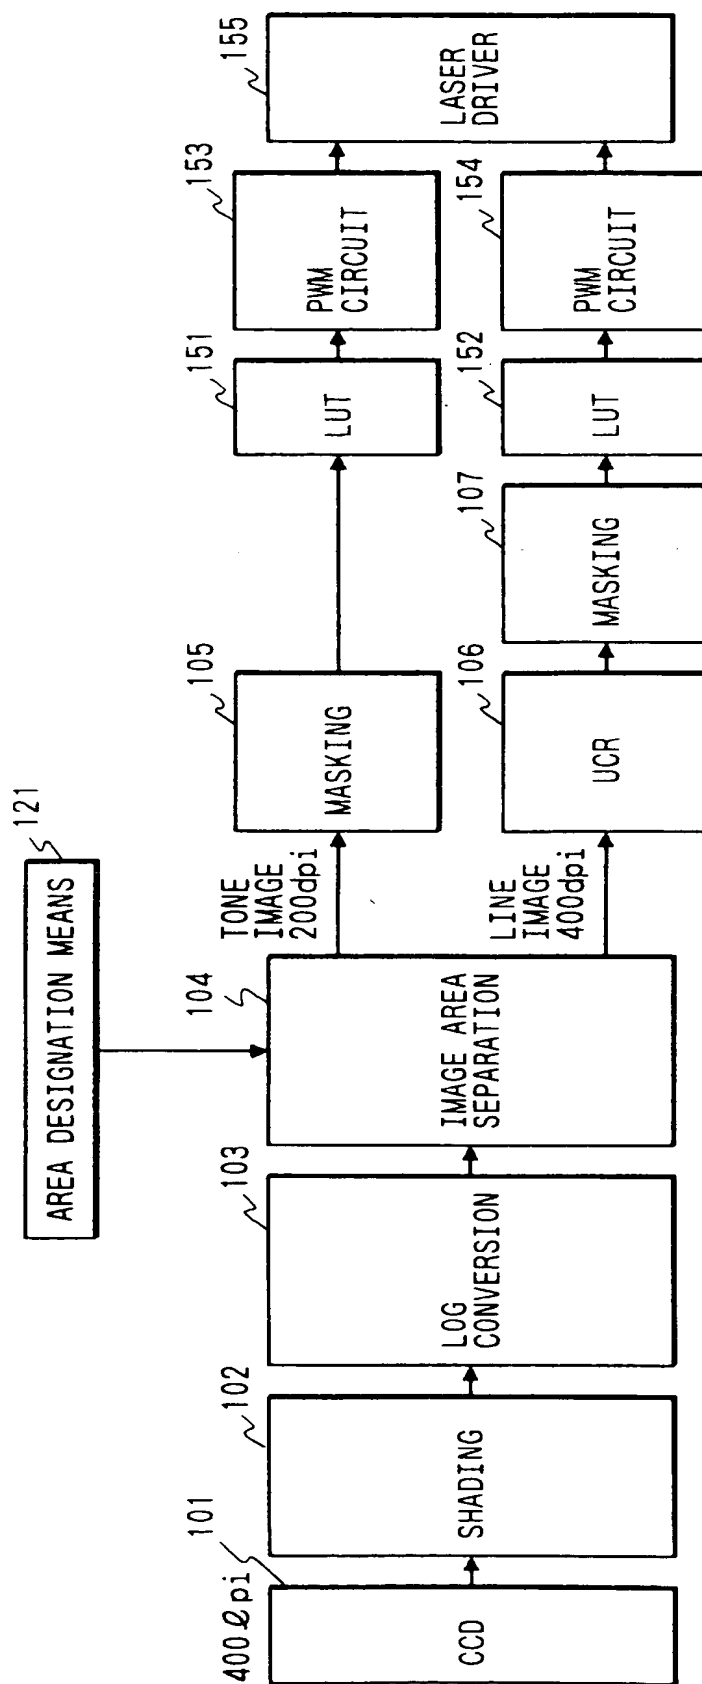 AREA DESIGNATION MEANS
121
400ℓpi
101
CCD
102
SHADING
103
LOG
CONVERSION
104
IMAGE AREA
SEPARATION
TONE
IMAGE
200dpi
105
MASKING
151
LUT
153
PWM
CIRCUIT
155
LASER
DRIVER
LINE
IMAGE
400dpi
106
UCR
107
MASKING
152
LUT
154
PWM
CIRCUIT